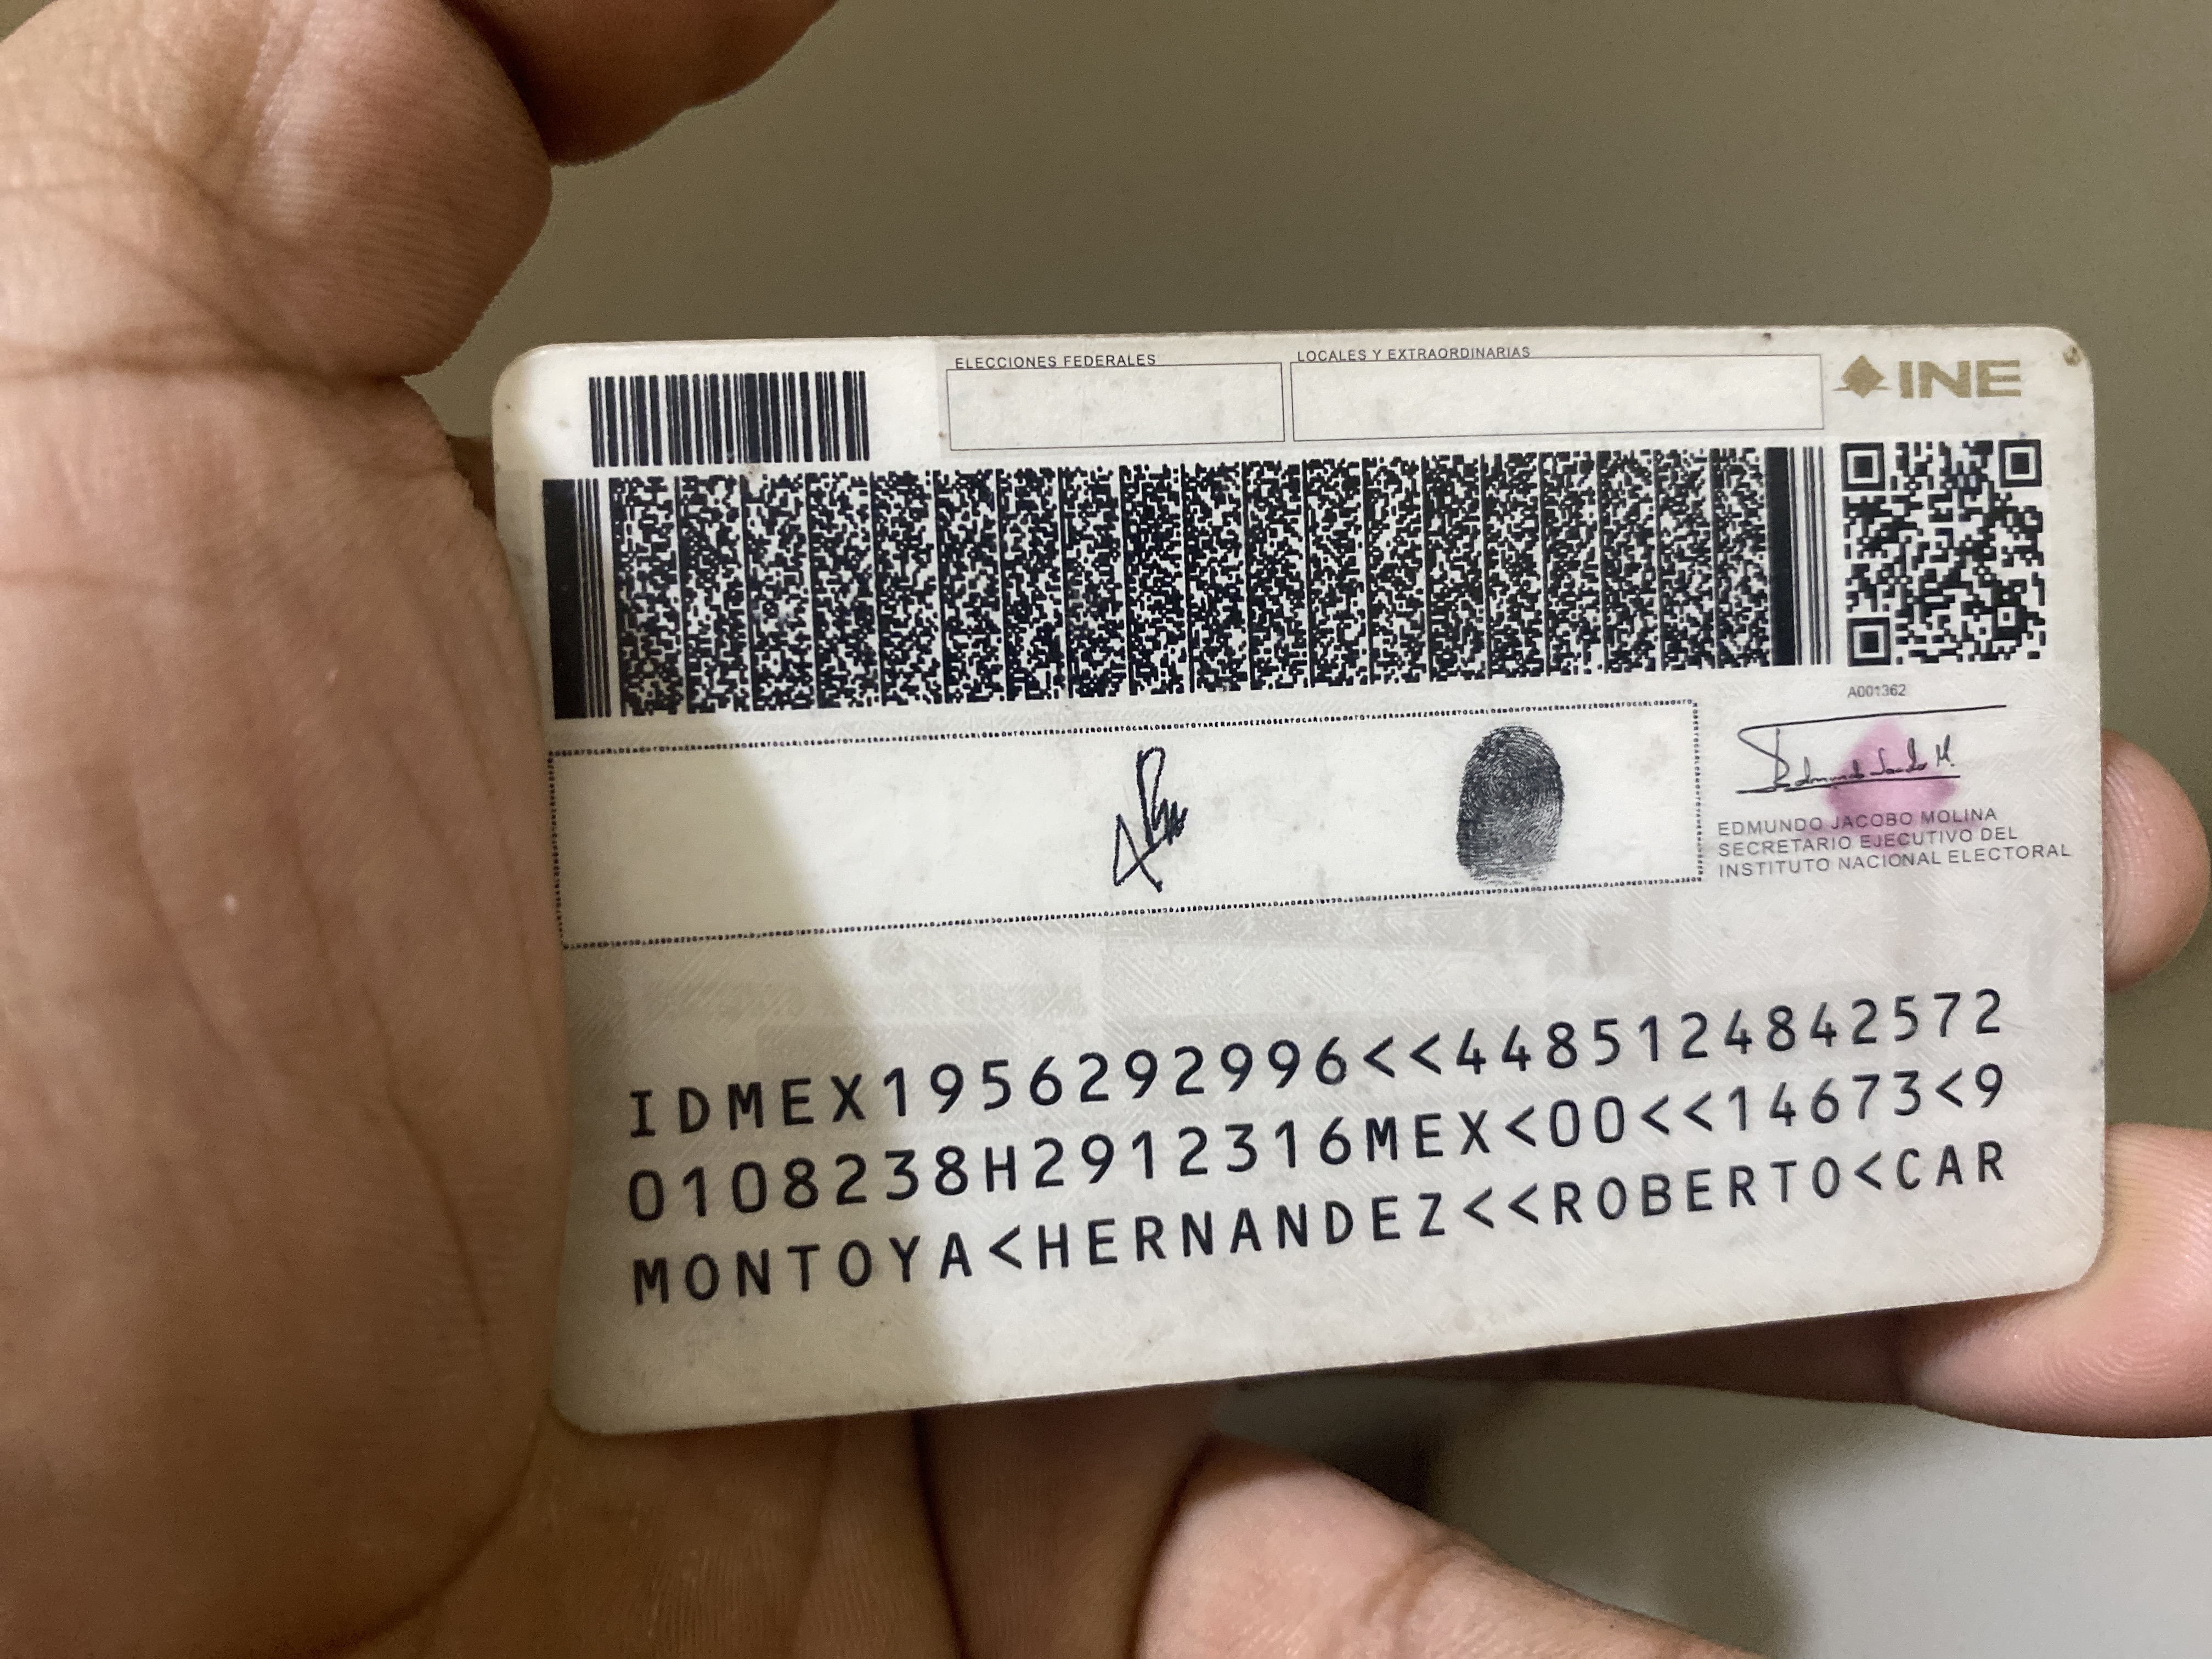 ELECCIONES FEDERALES
LOCALES Y EXTRAORDINARIAS
INE
A001362
EDMUNDO JACOBO MOLINA
SECRETARIO EJECUTIVO DEL
INSTITUTO NACIONAL ELECTORAL
IDMEX1956292996<<4485124842572
0108238H2912316MEX<00<<14673<9
MONTOYA<HERNANDEZ<<ROBERTO<CAR